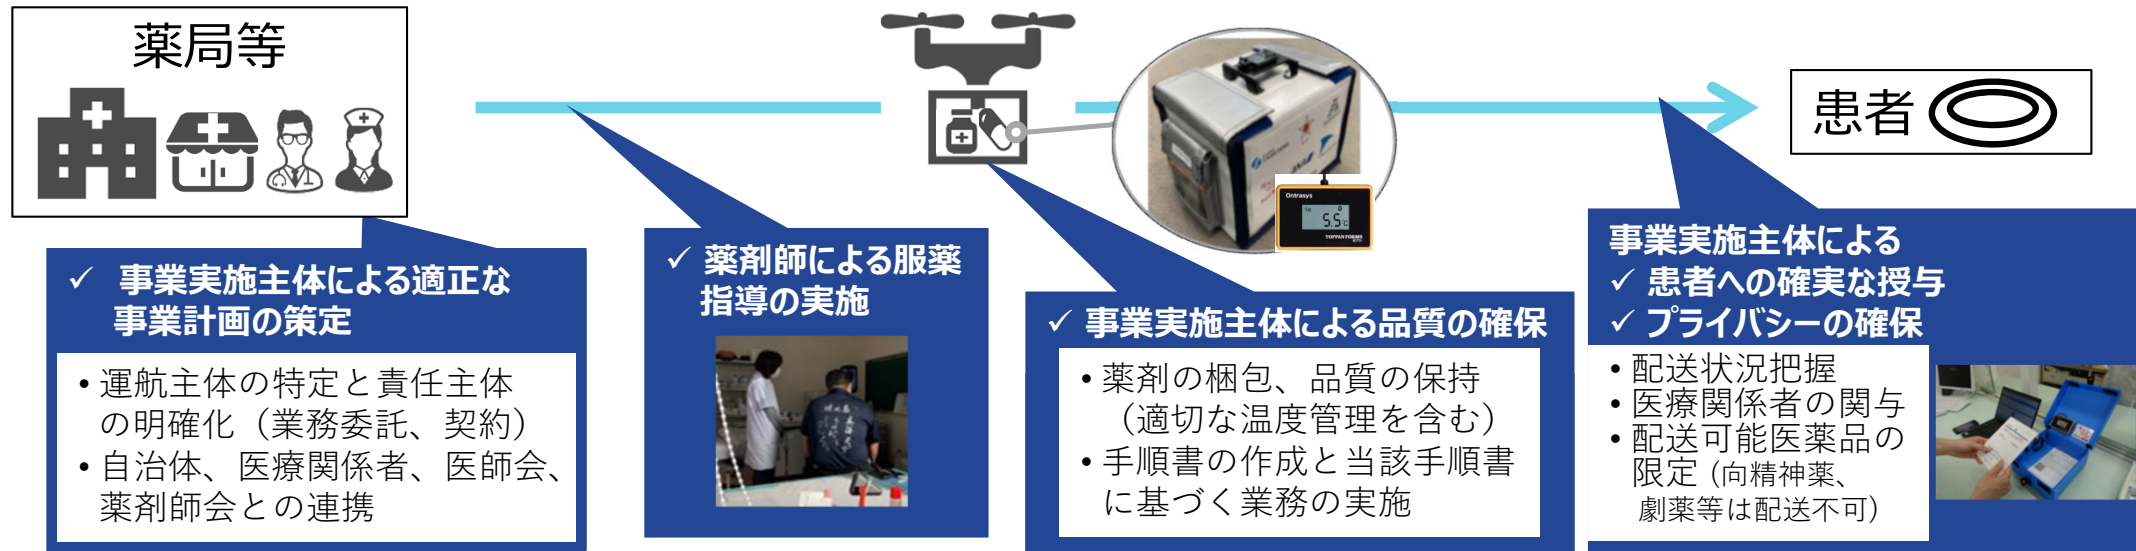 薬局等
患者
✓ 事業実施主体による適正な
事業計画の策定
• 運航主体の特定と責任主体
の明確化（業務委託、契約）
• 自治体、医療関係者、医師会、
薬剤師会との連携
✓ 薬剤師による服薬
指導の実施
Ontrasys
5.5℃
TOPPAN FORMS
✓ 事業実施主体による品質の確保
• 薬剤の梱包、品質の保持
（適切な温度管理を含む）
• 手順書の作成と当該手順書
に基づく業務の実施
事業実施主体による
✓ 患者への確実な授与
✓ プライバシーの確保
• 配送状況把握
• 医療関係者の関与
• 配送可能医薬品の
限定 (向精神薬、
劇薬等は配送不可)